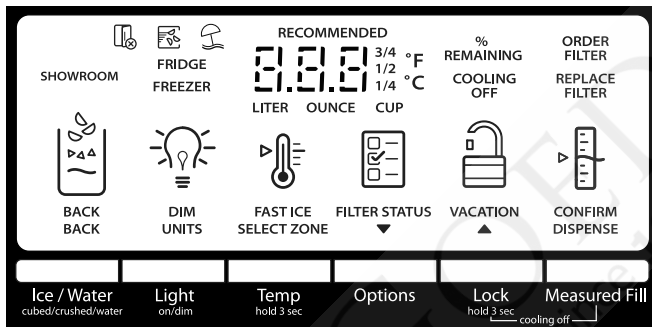 RECOMMENDED
SHOWROOM
FRIDGE
FREEZER
8.8.8
3/4
1/2
1/4
°F
°C
LITER OUNCE CUP
%
REMAINING
COOLING
OFF
ORDER
FILTER
REPLACE
FILTER
BACK
BACK
DIM
UNITS
FAST ICE
SELECT ZONE
FILTER STATUS
VACATION
CONFIRM
DISPENSE
Ice / Water
cubed/crushed/water
Light
on/dim
Temp
hold 3 sec
Options
Lock
hold 3 sec
Measured Fill
cooling off